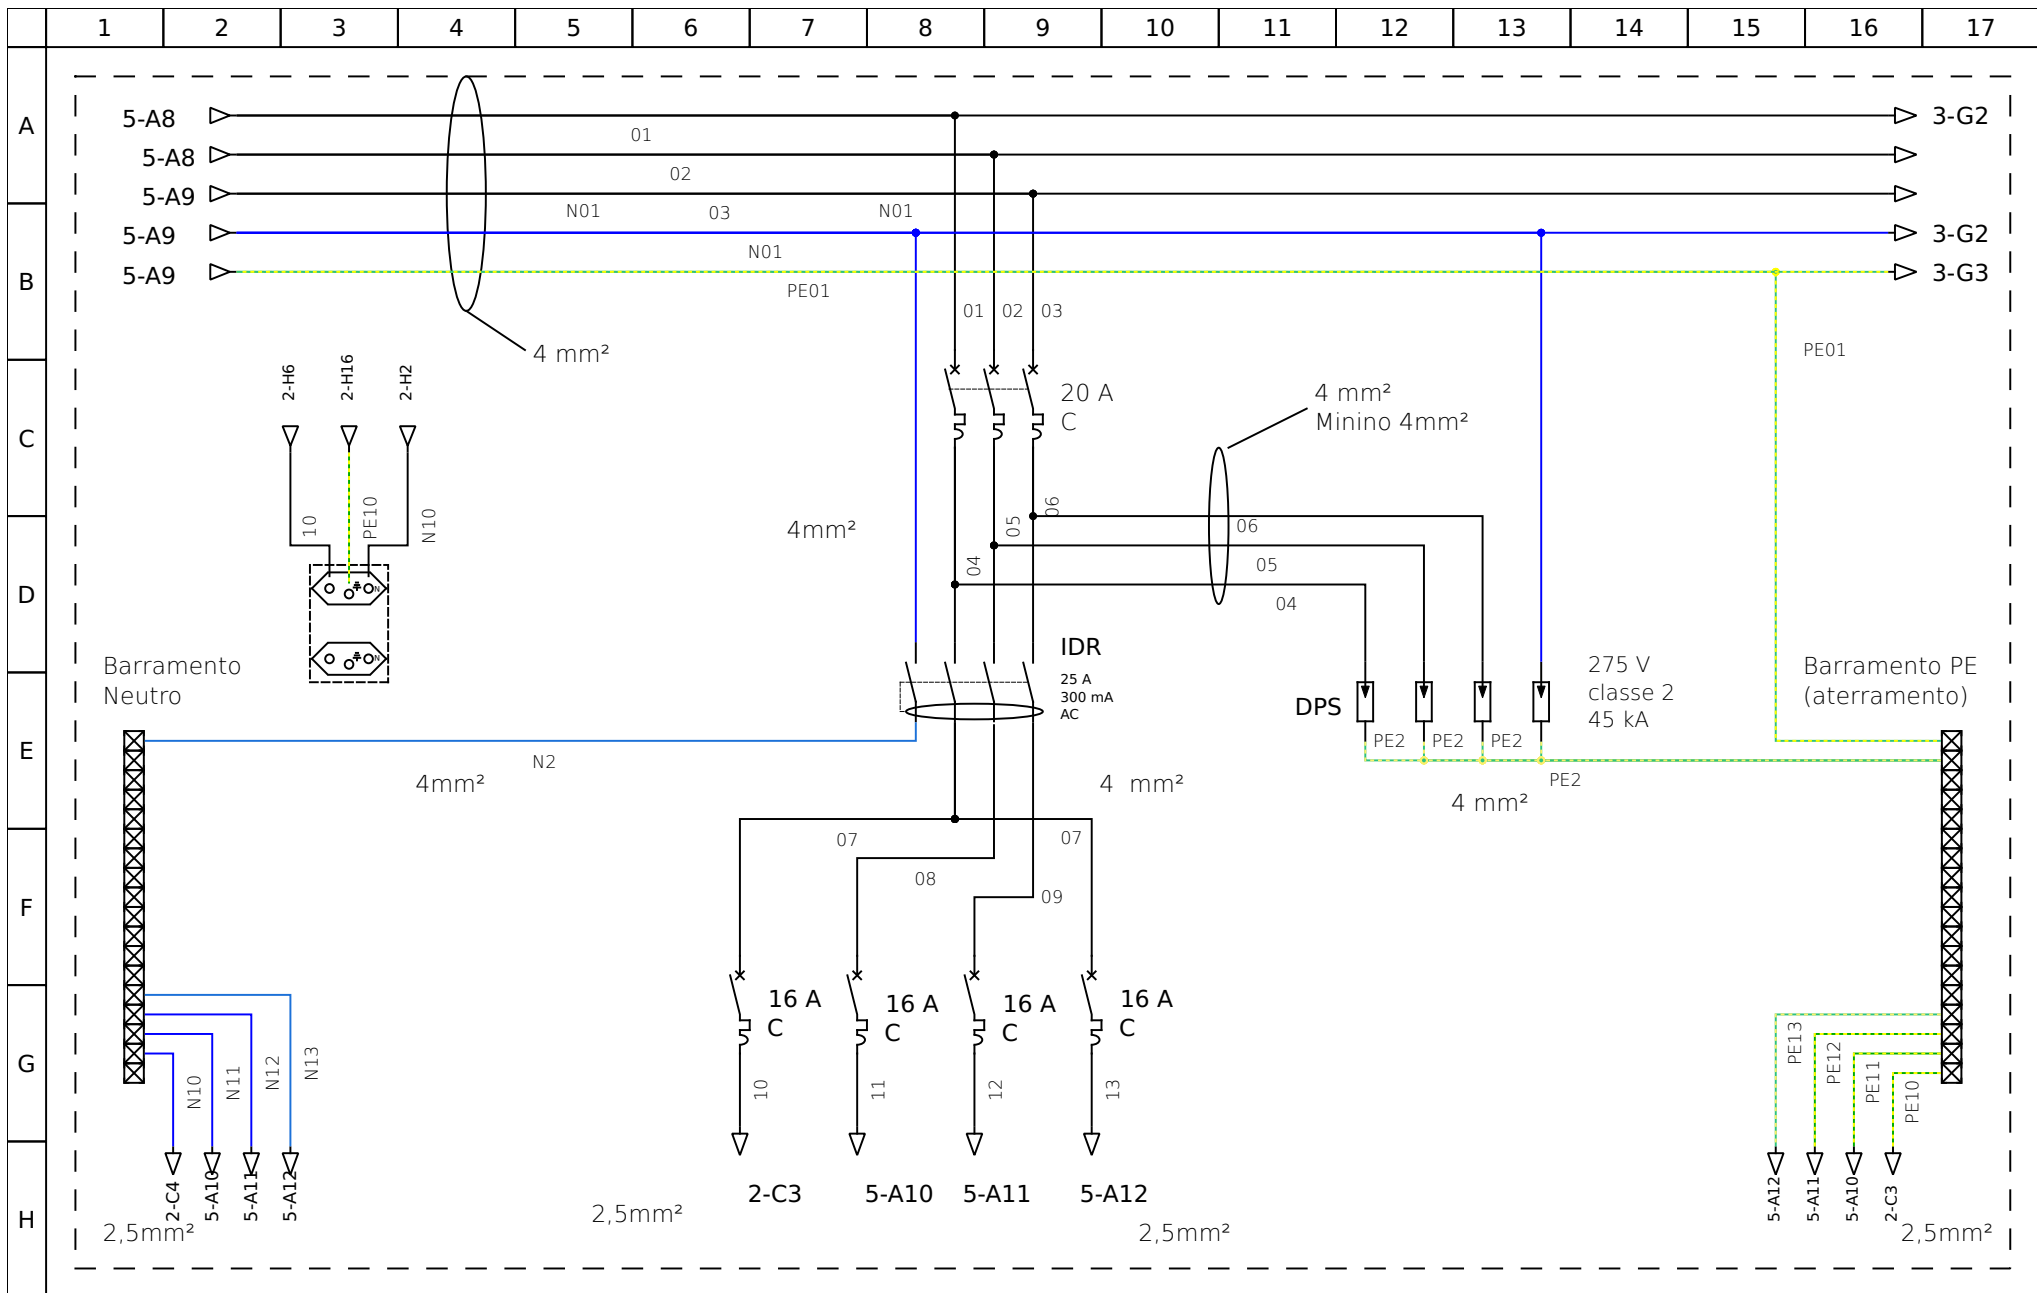 1 2 3 4 5 6 7 8 9 10 11 12 13 14 15 16 17
A
5-A8
01
3-G2
5-A8
02
5-A9
N01
03
N01
B
5-A9
N01
3-G2
5-A9
PE01
3-G3
01 02 03
4 mm²
PE01
2-H6
2-H16
2-H2
C
20 A
C
4 mm²
Minino 4mm²
10
PE10
N10
4mm²
04
05
06
06
05
04
D
N
N
IDR
25 A
300 mA
AC
Barramento
Neutro
DPS
275 V
classe 2
45 kA
Barramento PE
(aterramento)
E
N2
PE2
PE2
PE2
PE2
4mm²
4 mm²
4 mm²
07
07
08
09
F
16 A
C
16 A
C
16 A
C
16 A
C
G
N10
N11
N12
N13
10
11
12
13
PE13
PE12
PE11
PE10
H
2-C4
5-A10
5-A11
5-A12
2-C3
5-A10
5-A11
5-A12
5-A12
5-A11
5-A10
2-C3
2,5mm²
2,5mm²
2,5mm²
2,5mm²